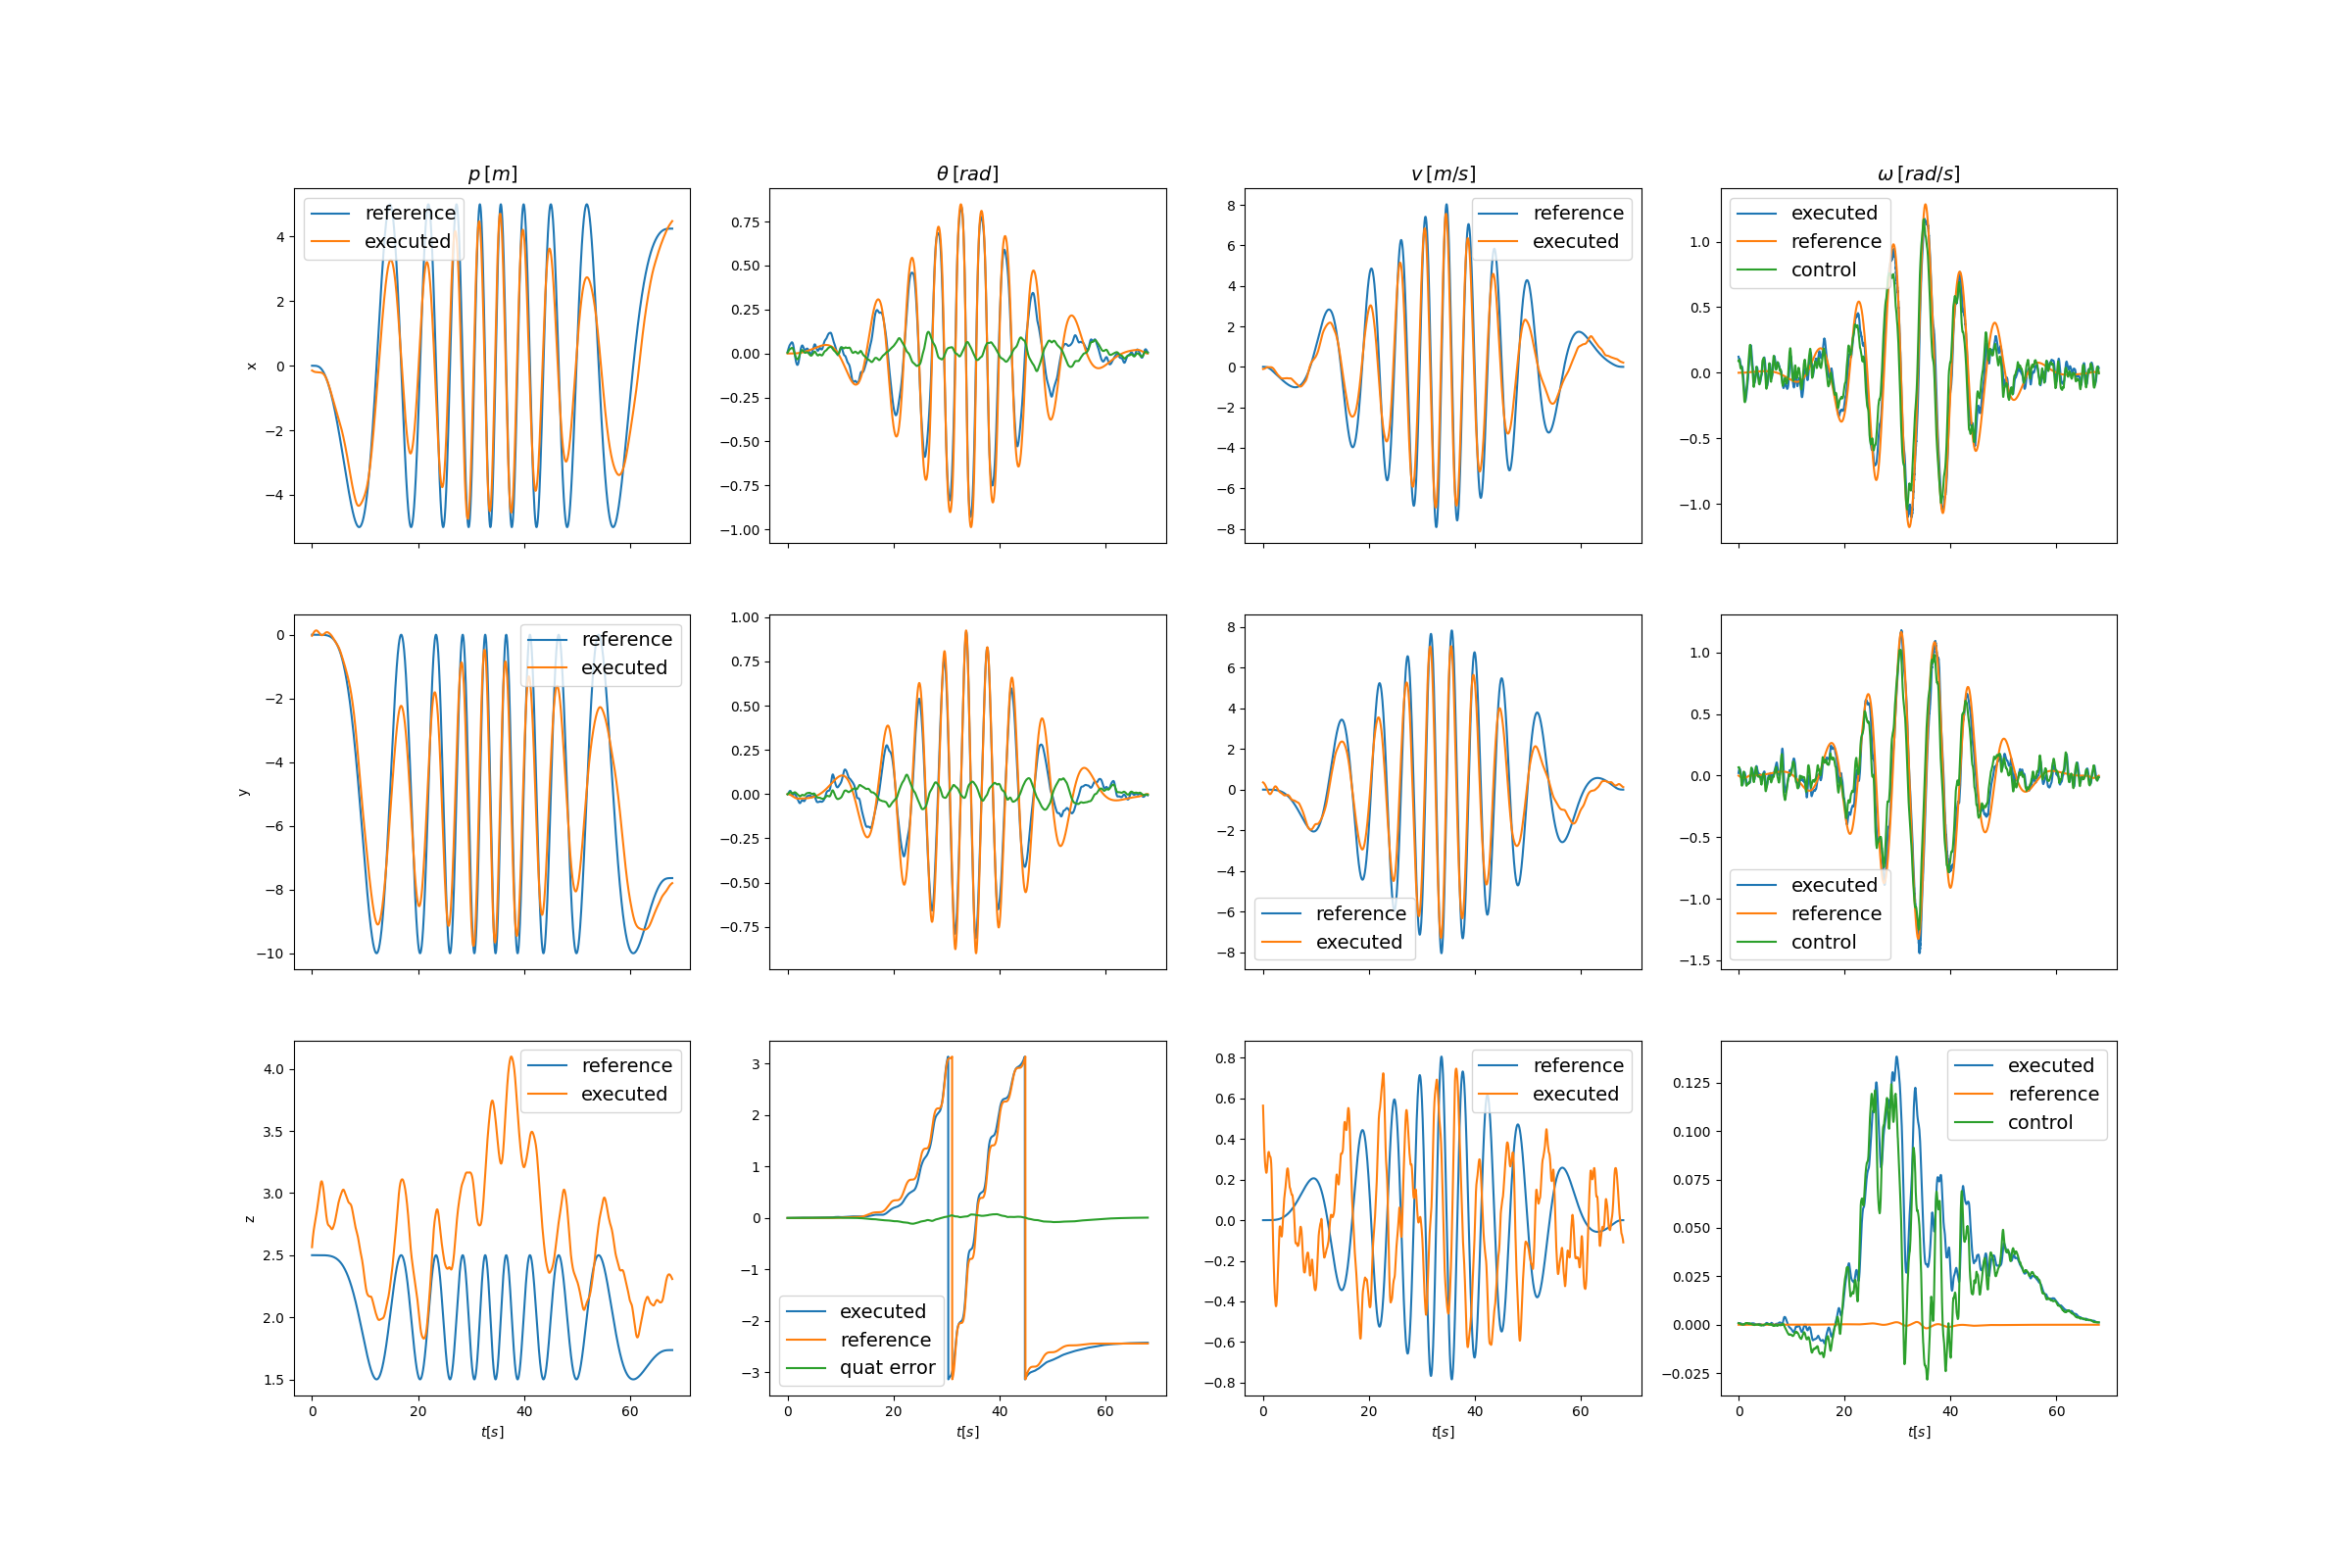 p [m]
θ [rad]
v [m/s]
ω [rad/s]
x
4
2
0
−2
−4
reference
executed
0.75
0.50
0.25
0.00
−0.25
−0.50
−0.75
−1.00
8
6
4
2
0
−2
−4
−6
−8
reference
executed
1.0
0.5
0.0
−0.5
−1.0
executed
reference
control
y
0
−2
−4
−6
−8
−10
reference
executed
1.00
0.75
0.50
0.25
0.00
−0.25
−0.50
−0.75
8
6
4
2
0
−2
−4
−6
−8
reference
executed
1.0
0.5
0.0
−0.5
−1.0
−1.5
executed
reference
control
z
4.0
3.5
3.0
2.5
2.0
1.5
reference
executed
0 20 40 60
t[s]
3
2
1
0
−1
−2
−3
executed
reference
quat error
0 20 40 60
t[s]
0.8
0.6
0.4
0.2
0.0
−0.2
−0.4
−0.6
−0.8
reference
executed
0 20 40 60
t[s]
0.125
0.100
0.075
0.050
0.025
0.000
−0.025
executed
reference
control
0 20 40 60
t[s]